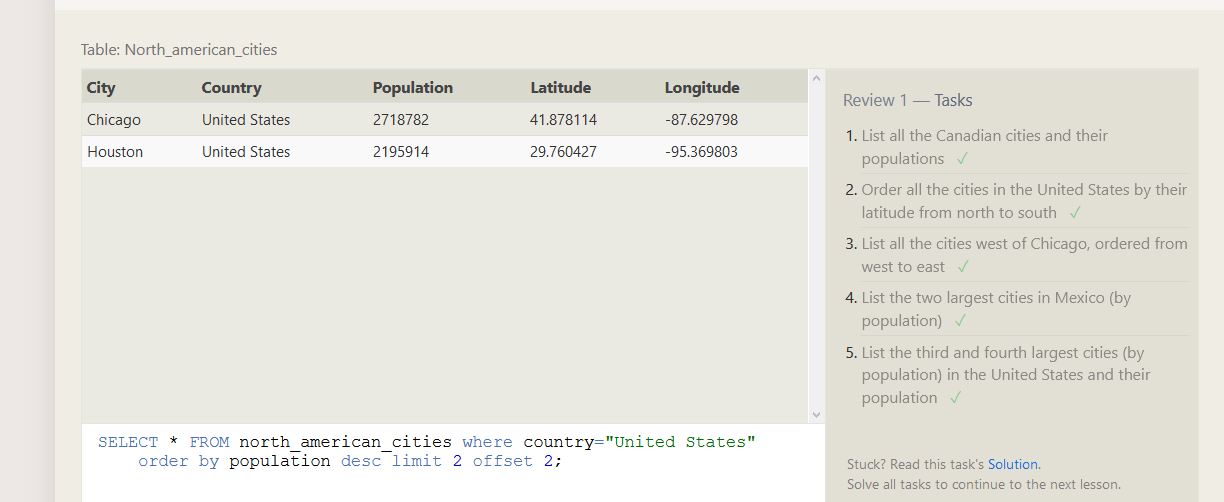 Table: North_american_cities
City Country Population Latitude Longitude
Chicago United States 2718782 41.878114 -87.629798
Houston United States 2195914 29.760427 -95.369803
SELECT * FROM north_american_cities where country="United States"
order by population desc limit 2 offset 2;
Review 1 — Tasks
1. List all the Canadian cities and their
populations ✓
2. Order all the cities in the United States by their
latitude from north to south ✓
3. List all the cities west of Chicago, ordered from
west to east ✓
4. List the two largest cities in Mexico (by
population) ✓
5. List the third and fourth largest cities (by
population) in the United States and their
population ✓
Stuck? Read this task's Solution.
Solve all tasks to continue to the next lesson.